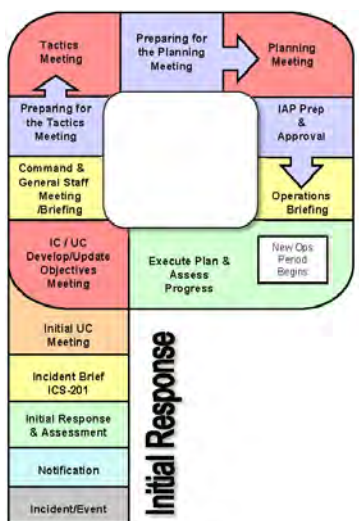 Tactics
Meeting
Preparing for
the Planning
Meeting
Planning
Meeting
Preparing for
the Tactics
Meeting
IAP Prep
&
Approval
Command &
General Staff
Meeting
/Briefing
Operations
Briefing
IC / UC
Develop/Update
Objectives
Meeting
Execute Plan &
Assess
Progress
New Ops
Period
Begins
Initial UC
Meeting
Incident Brief
ICS-201
Initial Response
& Assessment
Notification
Incident/Event
Initial Response